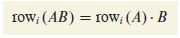 rowᵢ (AB) = rowᵢ (A) · B